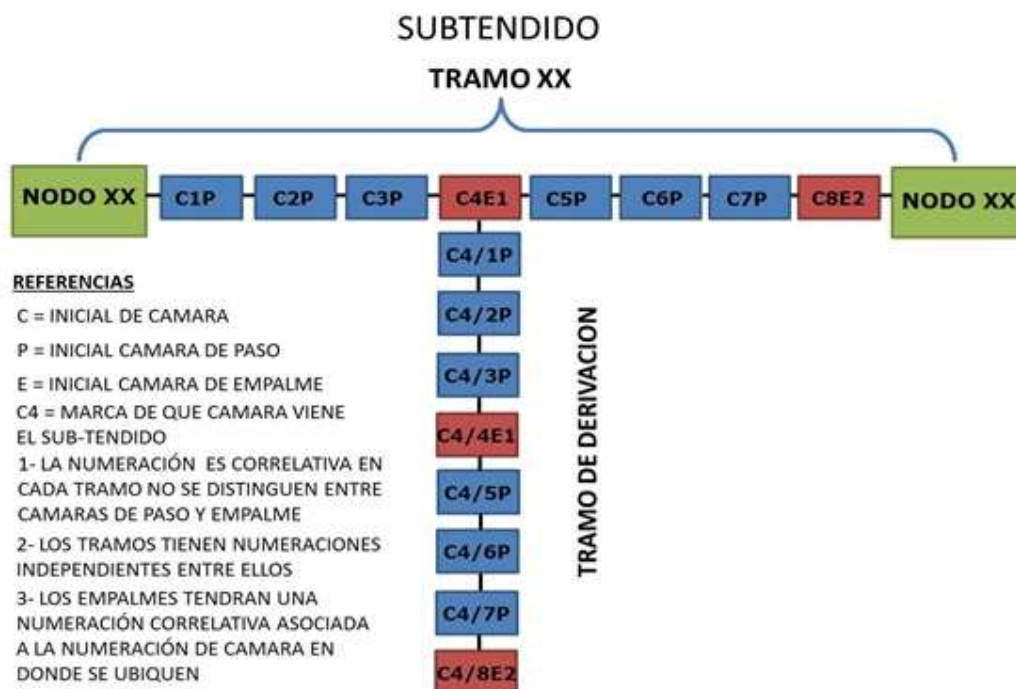 SUBTENDIDO
TRAMO XX
NODO XX
C1P
C2P
C3P
C4E1
C5P
C6P
C7P
C8E2
NODO XX
C4/1P
C4/2P
C4/3P
C4/4E1
C4/5P
C4/6P
C4/7P
C4/8E2
TRAMO DE DERIVACION
REFERENCIAS
C = INICIAL DE CAMARA
P = INICIAL CAMARA DE PASO
E = INICIAL CAMARA DE EMPALME
C4 = MARCA DE QUE CAMARA VIENE
EL SUB-TENDIDO
1- LA NUMERACIÓN ES CORRELATIVA EN
CADA TRAMO NO SE DISTINGUEN ENTRE
CAMARAS DE PASO Y EMPALME
2- LOS TRAMOS TIENEN NUMERACIONES
INDEPENDIENTES ENTRE ELLOS
3- LOS EMPALMES TENDRAN UNA
NUMERACIÓN CORRELATIVA ASOCIADA
A LA NUMERACIÓN DE CAMARA EN
DONDE SE UBIQUEN